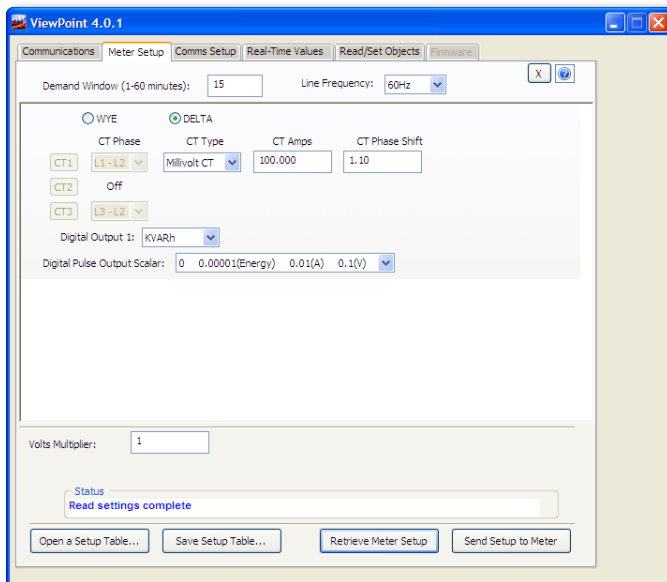 ViewPoint 4.0.1
Communications Meter Setup Comms Setup Real-Time Values Read/Set Objects Firmware
Demand Window (1-60 minutes): 15 Line Frequency: 60Hz X
WYE DELTA
CT Phase CT Type CT Amps CT Phase Shift
CT1 L1 - L2 Millivolt CT 100.000 1.10
CT2 Off
CT3 L3 - L2
Digital Output 1: KVARh
Digital Pulse Output Scalar: 0 0.00001(Energy) 0.01(A) 0.1(V)
Volts Multiplier: 1
Status
Read settings complete
Open a Setup Table... Save Setup Table... Retrieve Meter Setup Send Setup to Meter